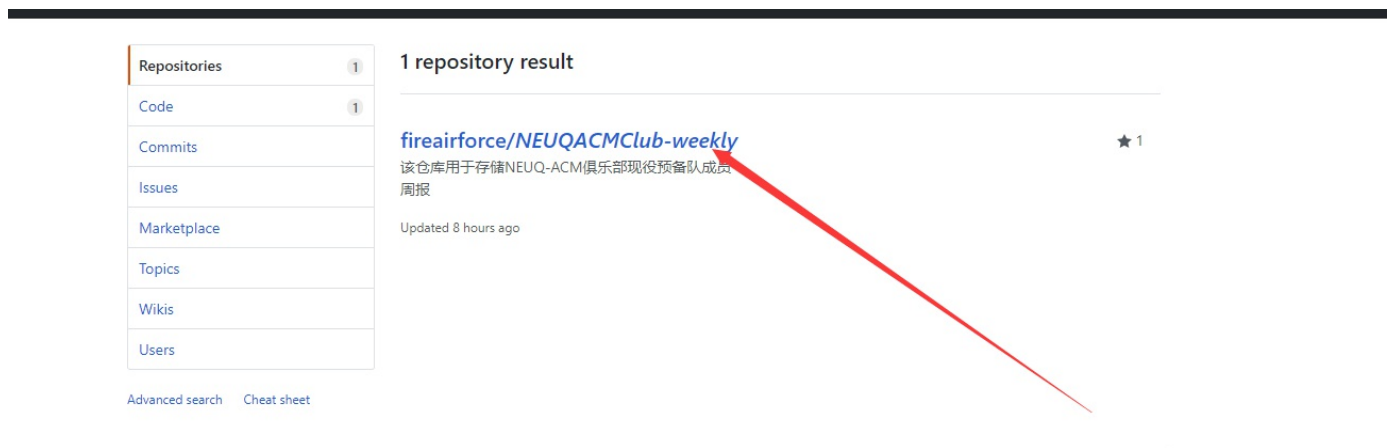 Repositories 1
Code 1
Commits
Issues
Marketplace
Topics
Wikis
Users
Advanced search Cheat sheet
1 repository result
fireairforce/NEUQACMClub-weekly
1
该仓库用于存储NEUQ-ACM俱乐部现役预备队成员
周报
Updated 8 hours ago